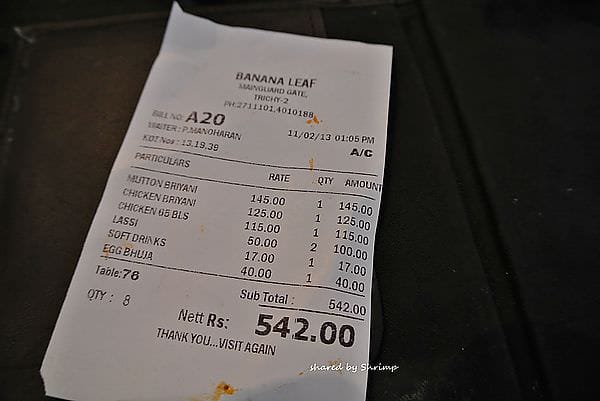 BANANA LEAF
MAINGUARD GATE,
TRICHY-2
PH:2711101,4010188
BILL NO: A20 11/02/13 01:05 PM
WAITER : P.MANOHARAN A/C
KOT Nos : 13,19,39
PARTICULARS RATE QTY AMOUNT
MUTTON BRIYANI 145.00 1 145.00
CHICKEN BRIYANI 125.00 1 125.00
CHICKEN 65 BLS 115.00 1 115.00
LASSI 50.00 2 100.00
SOFT DRINKS 17.00 1 17.00
EGG BHUJA 40.00 1 40.00
Table:76 Sub Total : 542.00
QTY : 8 Nett Rs: 542.00
THANK YOU...VISIT AGAIN
shared by Shrimp